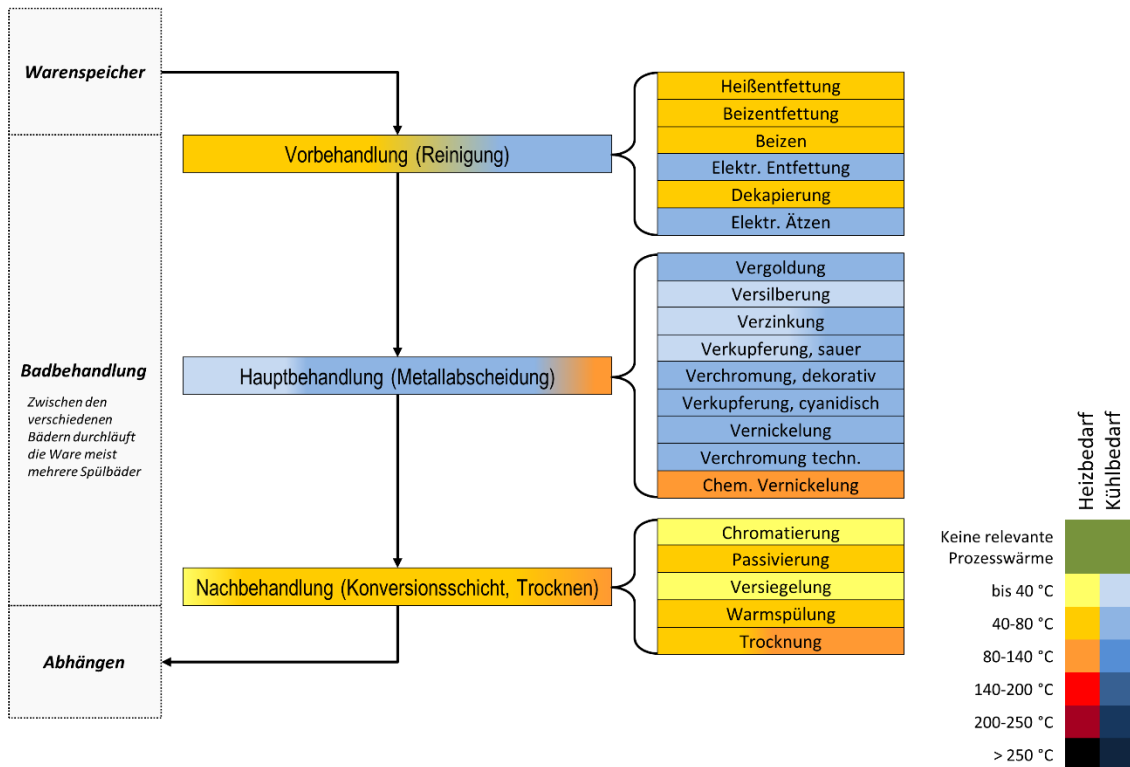 Warenspeicher
Badbehandlung
Zwischen den
verschiedenen
Bädern durchläuft
die Ware meist
mehrere Spülbäder
Abhängen
Vorbehandlung (Reinigung)
Heißentfettung
Beizentfettung
Beizen
Elektr. Entfettung
Dekapierung
Elektr. Ätzen
Hauptbehandlung (Metallabscheidung)
Vergoldung
Versilberung
Verzinkung
Verkupferung, sauer
Verchromung, dekorativ
Verkupferung, cyanidisch
Vernickelung
Verchromung techn.
Chem. Vernickelung
Nachbehandlung (Konversionsschicht, Trocknen)
Chromatierung
Passivierung
Versiegelung
Warmspülung
Trocknung
Heizbedarf
Kühlbedarf
Keine relevante
Prozesswärme
bis 40 °C
40-80 °C
80-140 °C
140-200 °C
200-250 °C
> 250 °C